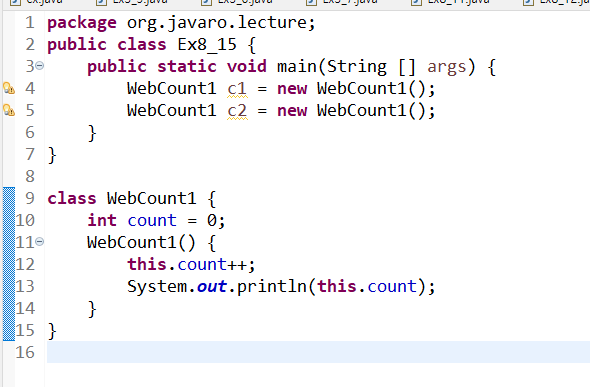 1 package org.javaro.lecture;
2 public class Ex8_15 {
3 public static void main(String [] args) {
4 WebCount1 c1 = new WebCount1();
5 WebCount1 c2 = new WebCount1();
6 }
7 }
8
9 class WebCount1 {
10 int count = 0;
11 WebCount1() {
12 this.count++;
13 System.out.println(this.count);
14 }
15 }
16